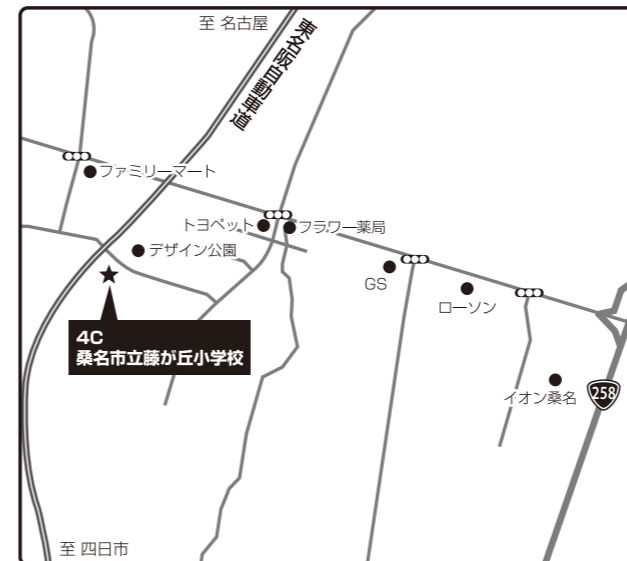 至 名古屋
東名阪自動車道
ファミリーマート
トヨペット
フラワー薬局
デザイン公園
GS
ローソン
4C
桑名市立藤が丘小学校
イオン桑名
258
至 四日市